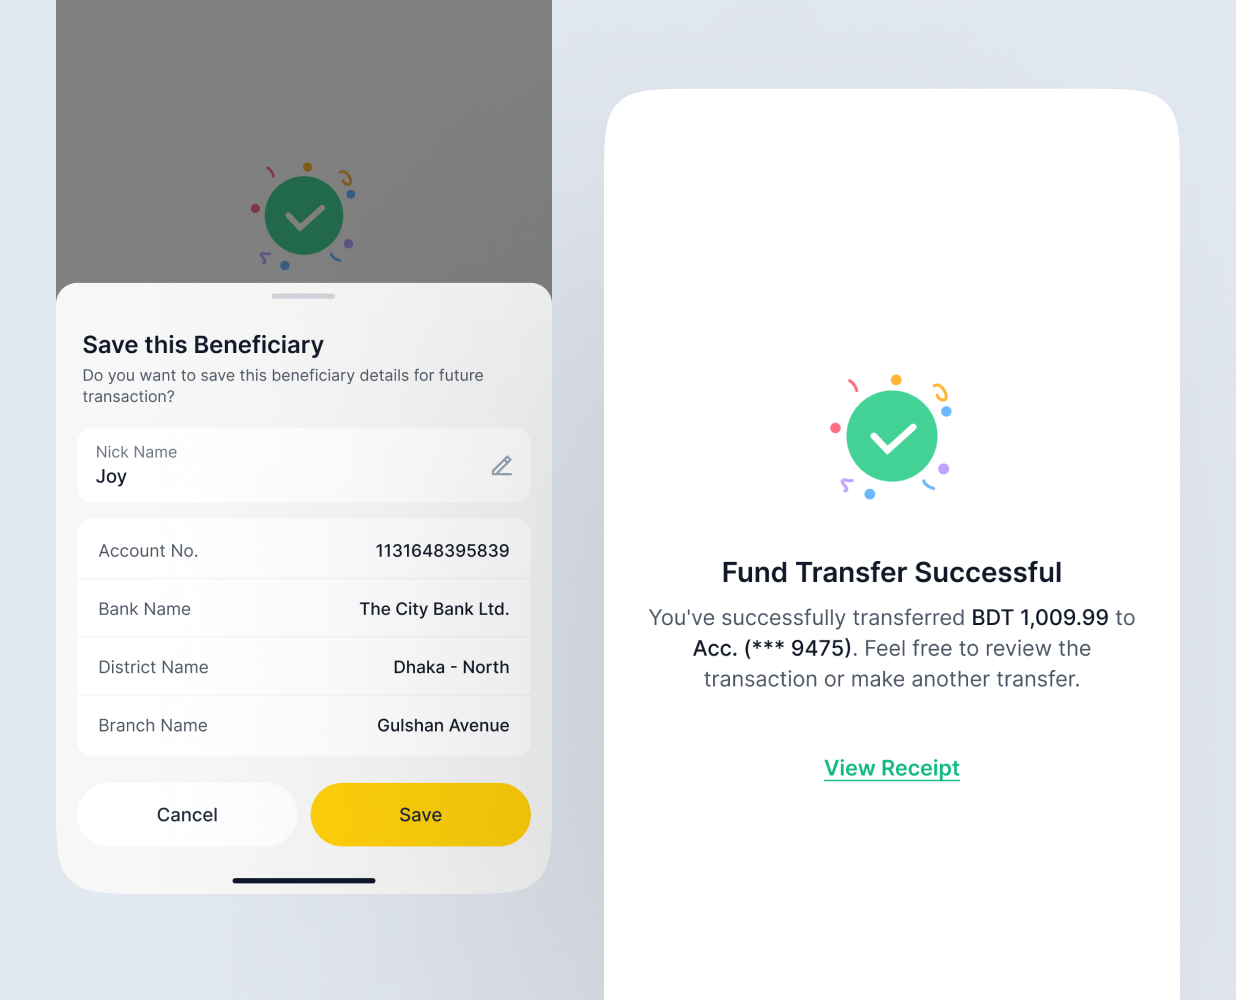 Save this Beneficiary
Do you want to save this beneficiary details for future
transaction?
Nick Name
Joy
Account No. 1131648395839
Bank Name The City Bank Ltd.
District Name Dhaka - North
Branch Name Gulshan Avenue
Cancel Save
Fund Transfer Successful
You've successfully transferred BDT 1,009.99 to
Acc. (*** 9475). Feel free to review the
transaction or make another transfer.
View Receipt